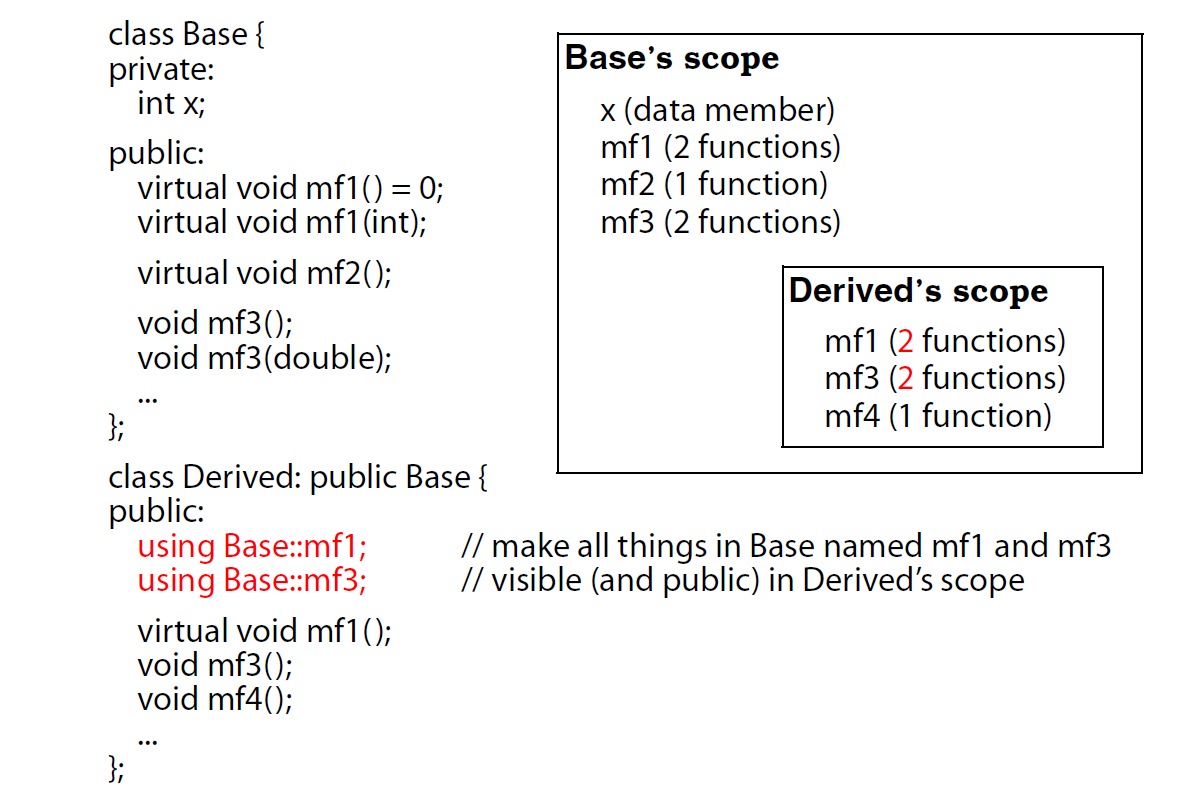 class Base {
private:
int x;
public:
virtual void mf1() = 0;
virtual void mf1(int);
virtual void mf2();
void mf3();
void mf3(double);
...
};
class Derived: public Base {
public:
using Base::mf1; // make all things in Base named mf1 and mf3
using Base::mf3; // visible (and public) in Derived’s scope
virtual void mf1();
void mf3();
void mf4();
...
};
Base’s scope
x (data member)
mf1 (2 functions)
mf2 (1 function)
mf3 (2 functions)
Derived’s scope
mf1 (2 functions)
mf3 (2 functions)
mf4 (1 function)